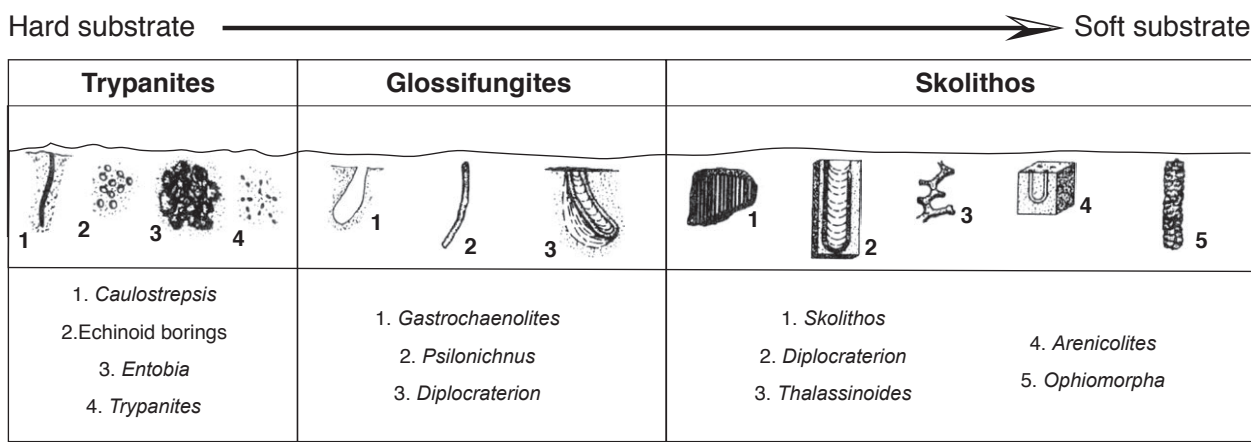 Hard substrate Soft substrate
Trypanites Glossifungites Skolithos
1 2 3 4 1 2 3 1 2 3 4 5
1. Caulostrepsis
2.Echinoid borings
3. Entobia
4. Trypanites
1. Gastrochaenolites
2. Psilonichnus
3. Diplocraterion
1. Skolithos
2. Diplocraterion
3. Thalassinoides
4. Arenicolites
5. Ophiomorpha